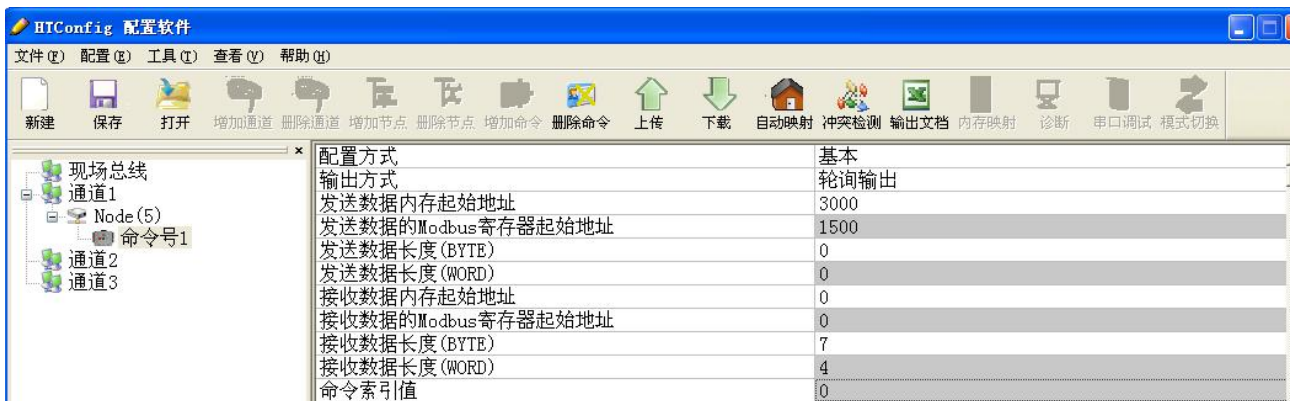 HTConfig 配置软件
文件(F) 配置(E) 工具(T) 查看(V) 帮助(H)
新建 保存 打开 增加通道 删除通道 增加节点 删除节点 增加命令 删除命令 上传 下载 自动映射 冲突检测 输出文档 内存映射 诊断 串口调试 模式切换
现场总线
通道1
Node(5)
命令号1
通道2
通道3
配置方式 基本
输出方式 轮询输出
发送数据内存起始地址 3000
发送数据的Modbus寄存器起始地址 1500
发送数据长度(BYTE) 0
发送数据长度(WORD) 0
接收数据内存起始地址 0
接收数据的Modbus寄存器起始地址 0
接收数据长度(BYTE) 7
接收数据长度(WORD) 4
命令索引值 0